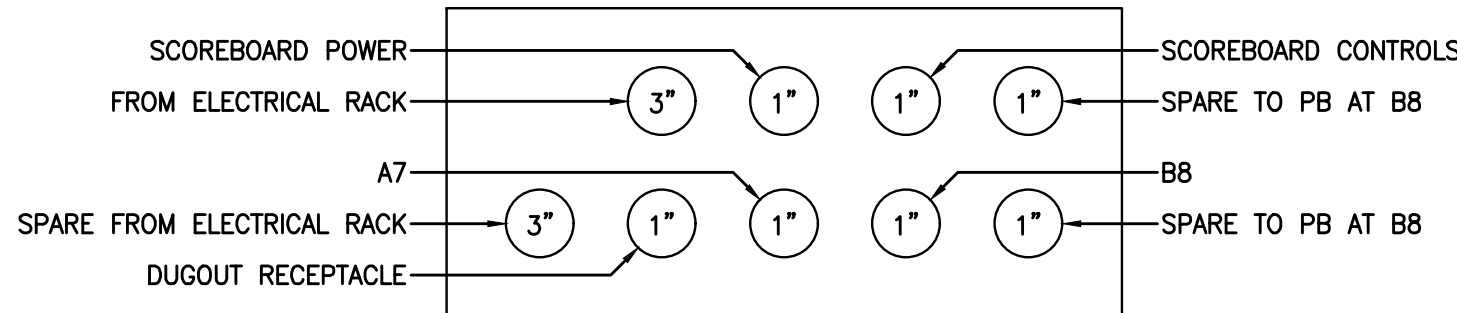 SCOREBOARD POWER
SCOREBOARD CONTROLS
FROM ELECTRICAL RACK
3" 1" 1" 1"
SPARE TO PB AT B8
A7
B8
SPARE FROM ELECTRICAL RACK
3" 1" 1" 1" 1"
SPARE TO PB AT B8
DUGOUT RECEPTACLE